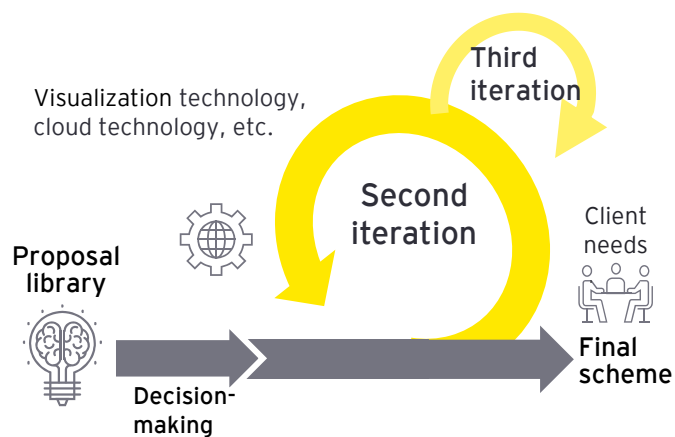 Third
iteration
Visualization technology,
cloud technology, etc.
Second
iteration
Client
needs
Proposal
library
Final
scheme
Decision-
making